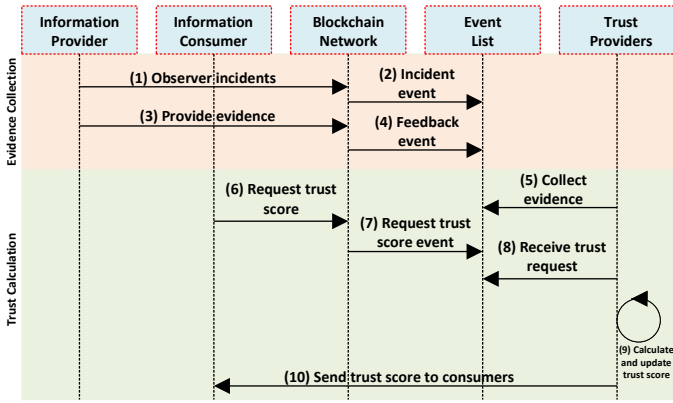 Information
Provider
Information
Consumer
Blockchain
Network
Event
List
Trust
Providers
Evidence Collection
(1) Observer incidents
(2) Incident
event
(3) Provide evidence
(4) Feedback
event
Trust Calculation
(5) Collect
evidence
(6) Request trust
score
(7) Request trust
score event
(8) Receive trust
request
(9) Calculate
and update
trust score
(10) Send trust score to consumers